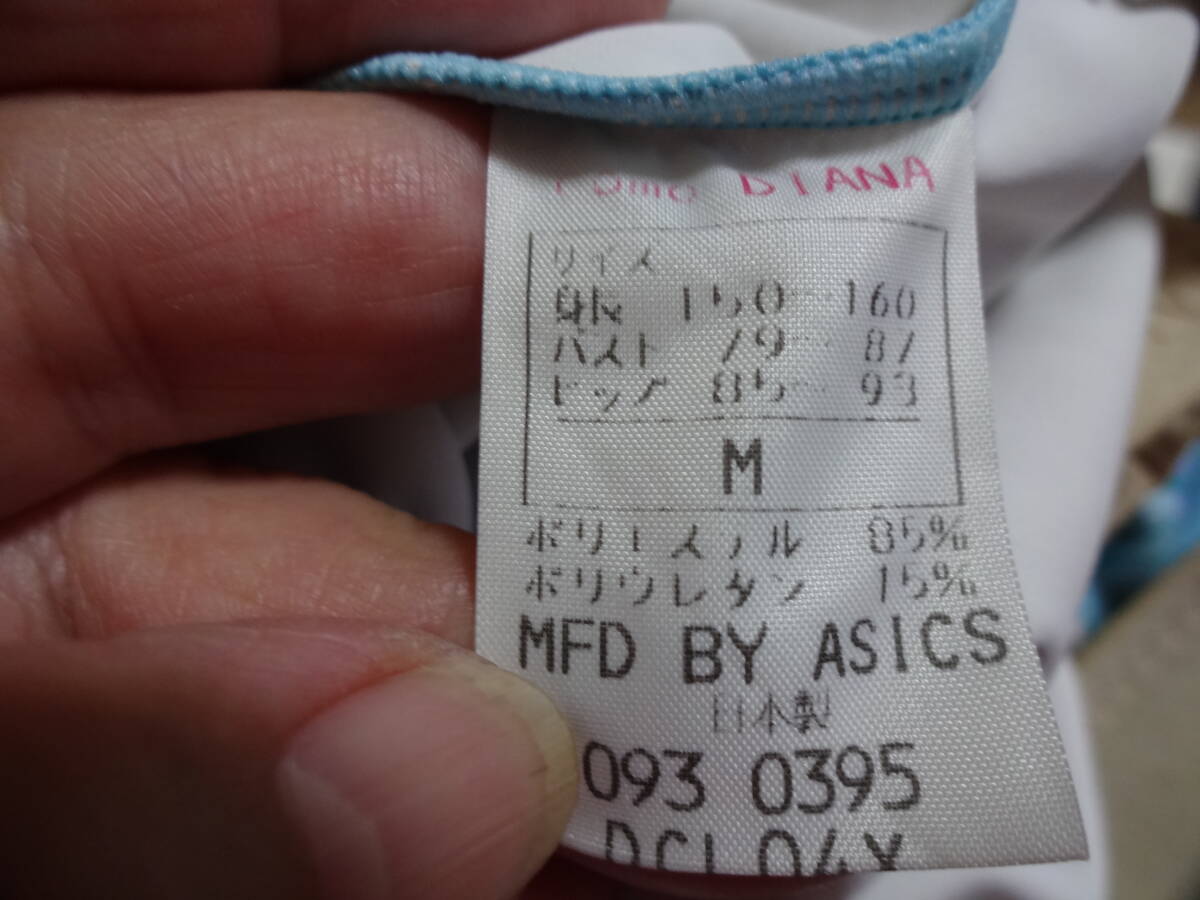 DIANA
サイズ
身長 150－160
バスト 79－87
ヒップ 85－93
M
ポリエステル 85%
ポリウレタン 15%
MFD BY ASICS
日本製
093 0395